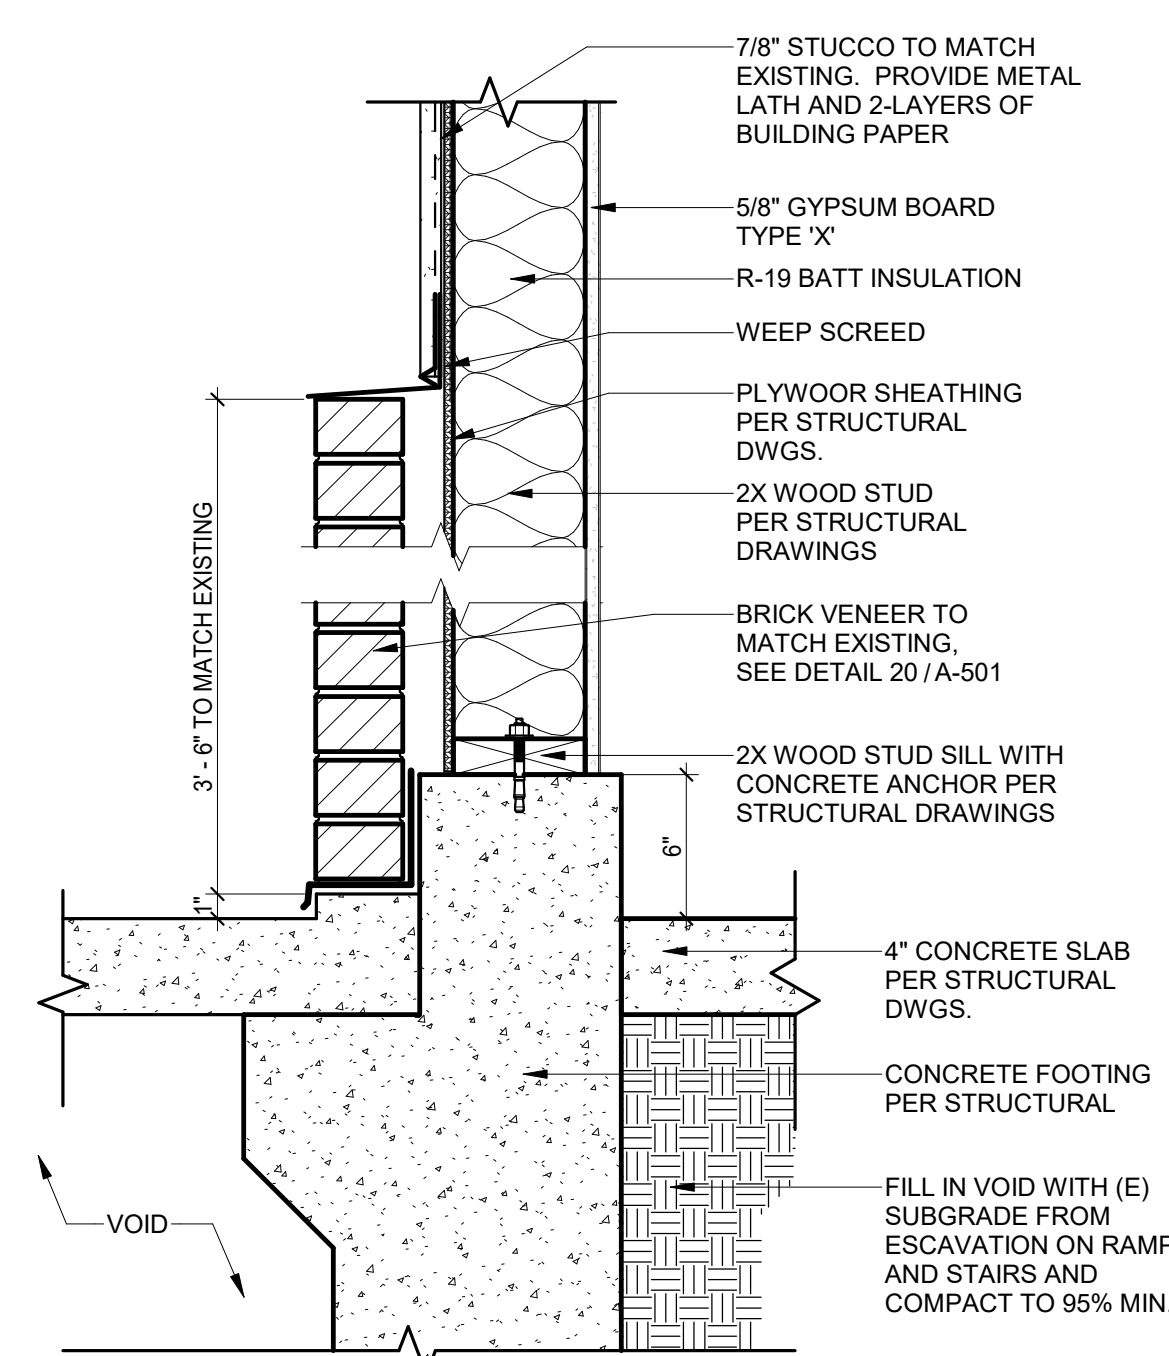 7/8" STUCCO TO MATCH
EXISTING. PROVIDE METAL
LATH AND 2-LAYERS OF
BUILDING PAPER
5/8" GYPSUM BOARD
TYPE 'X'
R-19 BATT INSULATION
WEEP SCREED
PLYWOOR SHEATHING
PER STRUCTURAL
DWGS.
2X WOOD STUD
PER STRUCTURAL
DRAWINGS
BRICK VENEER TO
MATCH EXISTING,
SEE DETAIL 20 / A-501
2X WOOD STUD SILL WITH
CONCRETE ANCHOR PER
STRUCTURAL DRAWINGS
3' - 6" TO MATCH EXISTING
1"
6"
4" CONCRETE SLAB
PER STRUCTURAL
DWGS.
CONCRETE FOOTING
PER STRUCTURAL
FILL IN VOID WITH (E)
SUBGRADE FROM
ESCAVATION ON RAMP
AND STAIRS AND
COMPACT TO 95% MIN.
VOID